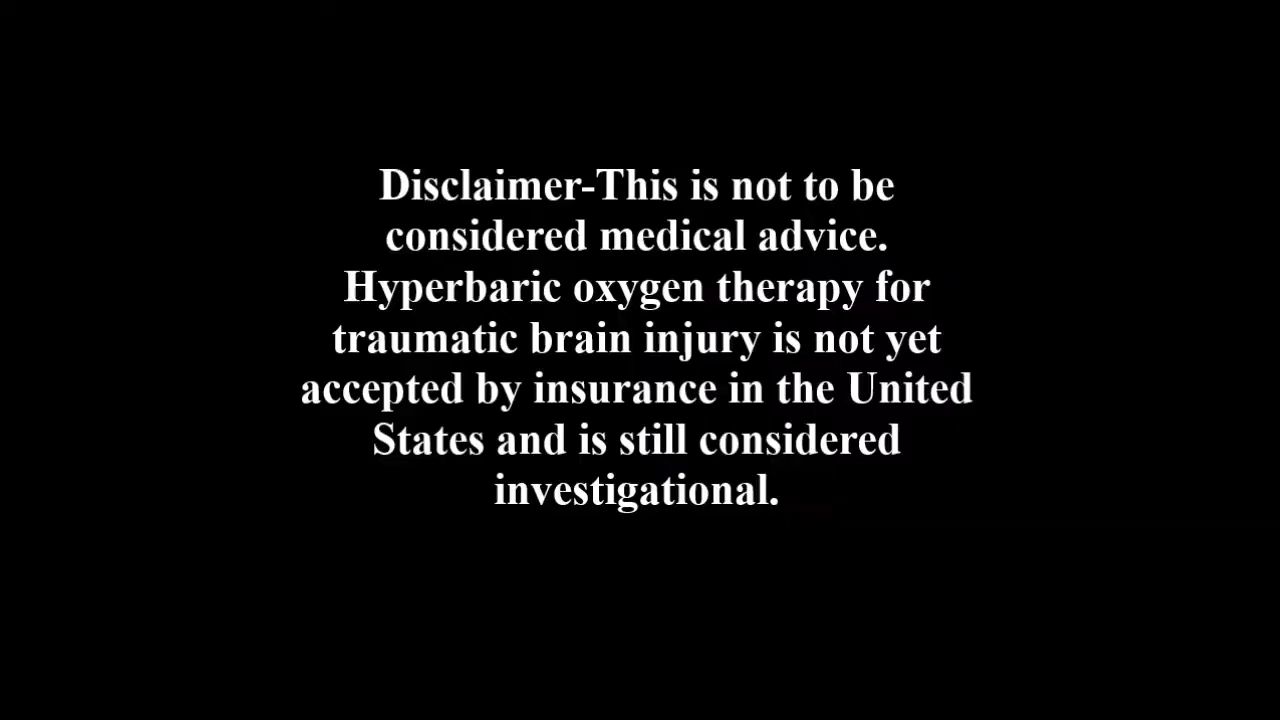 Disclaimer-This is not to be
considered medical advice.
Hyperbaric oxygen therapy for
traumatic brain injury is not yet
accepted by insurance in the United
States and is still considered
investigational.